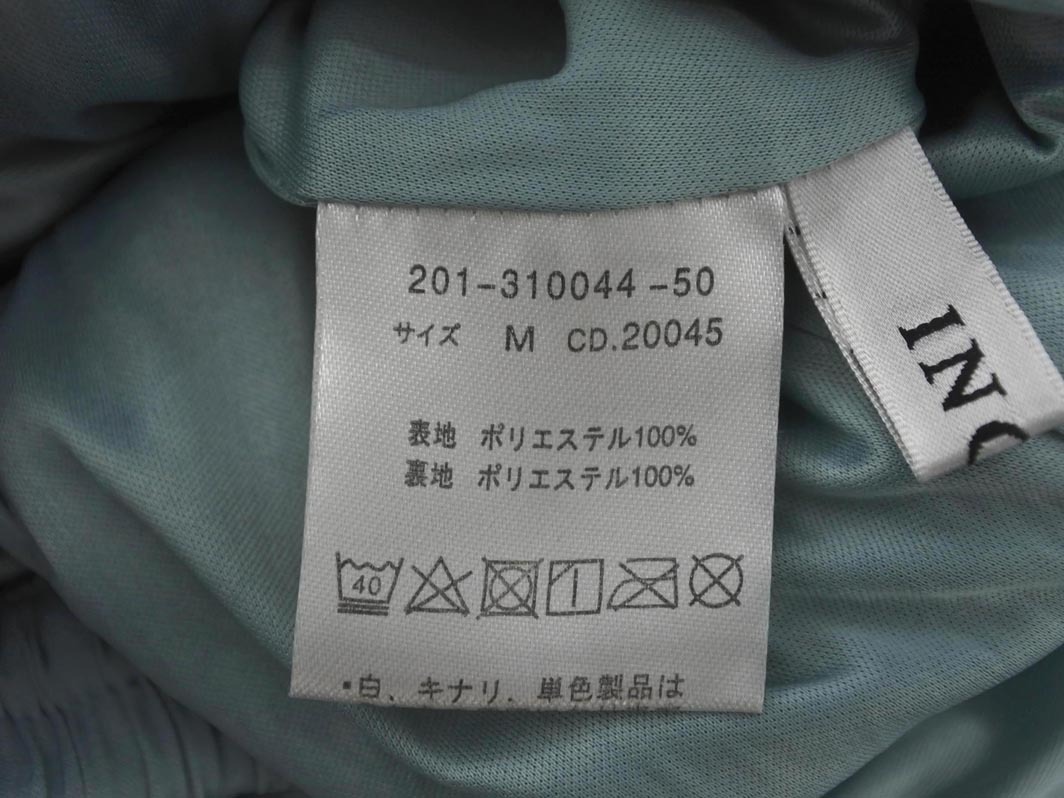 201-310044-50
サイズ M CD.20045
表地 ポリエステル100%
裏地 ポリエステル100%
40
・白、キナリ、単色製品は
IN